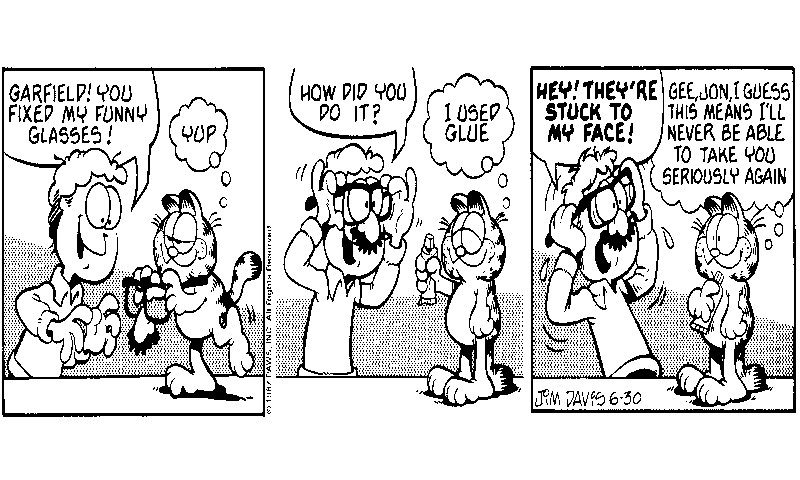 GARFIELD! YOU
FIXED MY FUNNY
GLASSES!
YUP
HOW DID YOU
DO IT?
I USED
GLUE
HEY! THEY'RE
STUCK TO
MY FACE!
GEE, JON, I GUESS
THIS MEANS I'LL
NEVER BE ABLE
TO TAKE YOU
SERIOUSLY AGAIN
JIM DAVIS 6-30